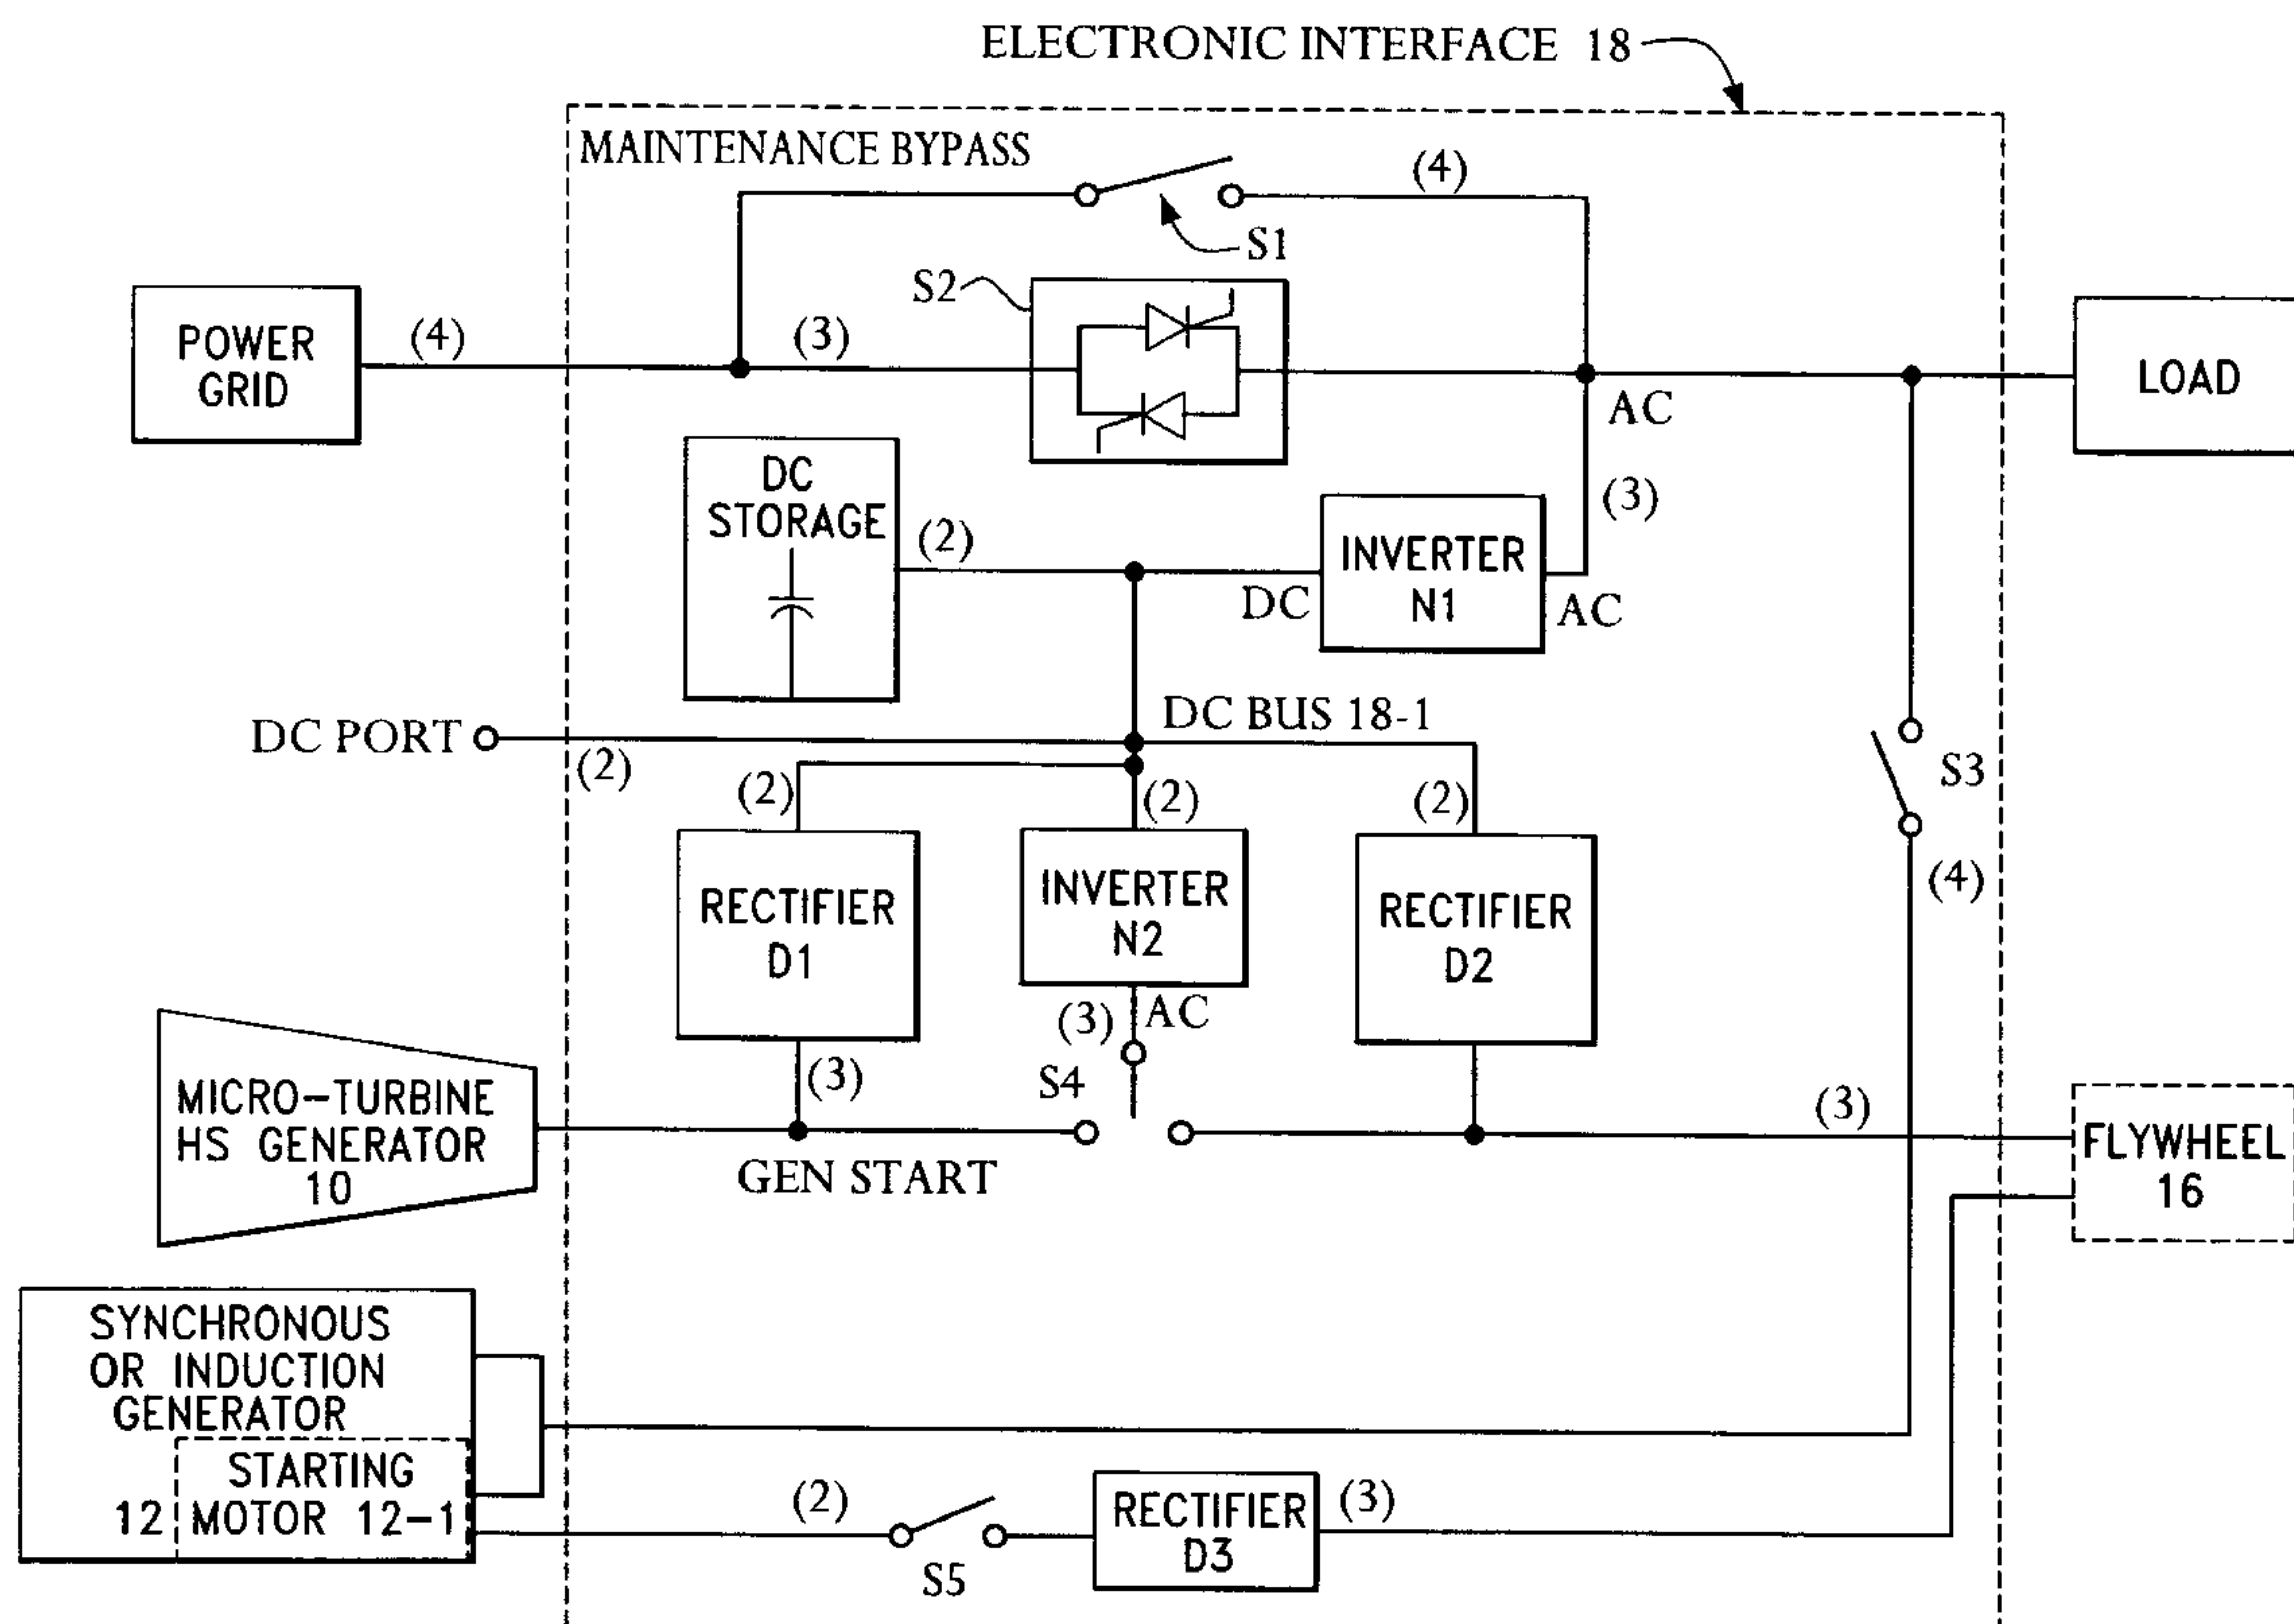 ELECTRONIC INTERFACE 18
MAINTENANCE BYPASS
(4)
S1
S2
POWER
GRID
(4)
(3)
LOAD
AC
DC
STORAGE
(2)
(3)
INVERTER
N1
DC
AC
DC BUS 18-1
DC PORT
(2)
S3
(2)
(2)
(2)
RECTIFIER
D1
INVERTER
N2
RECTIFIER
D2
(4)
(3)
AC
S4
(3)
(3)
MICRO-TURBINE
HS GENERATOR
10
GEN START
FLYWHEEL
16
SYNCHRONOUS
OR INDUCTION
GENERATOR
STARTING
12 MOTOR 12-1
(2)
S5
RECTIFIER
D3
(3)